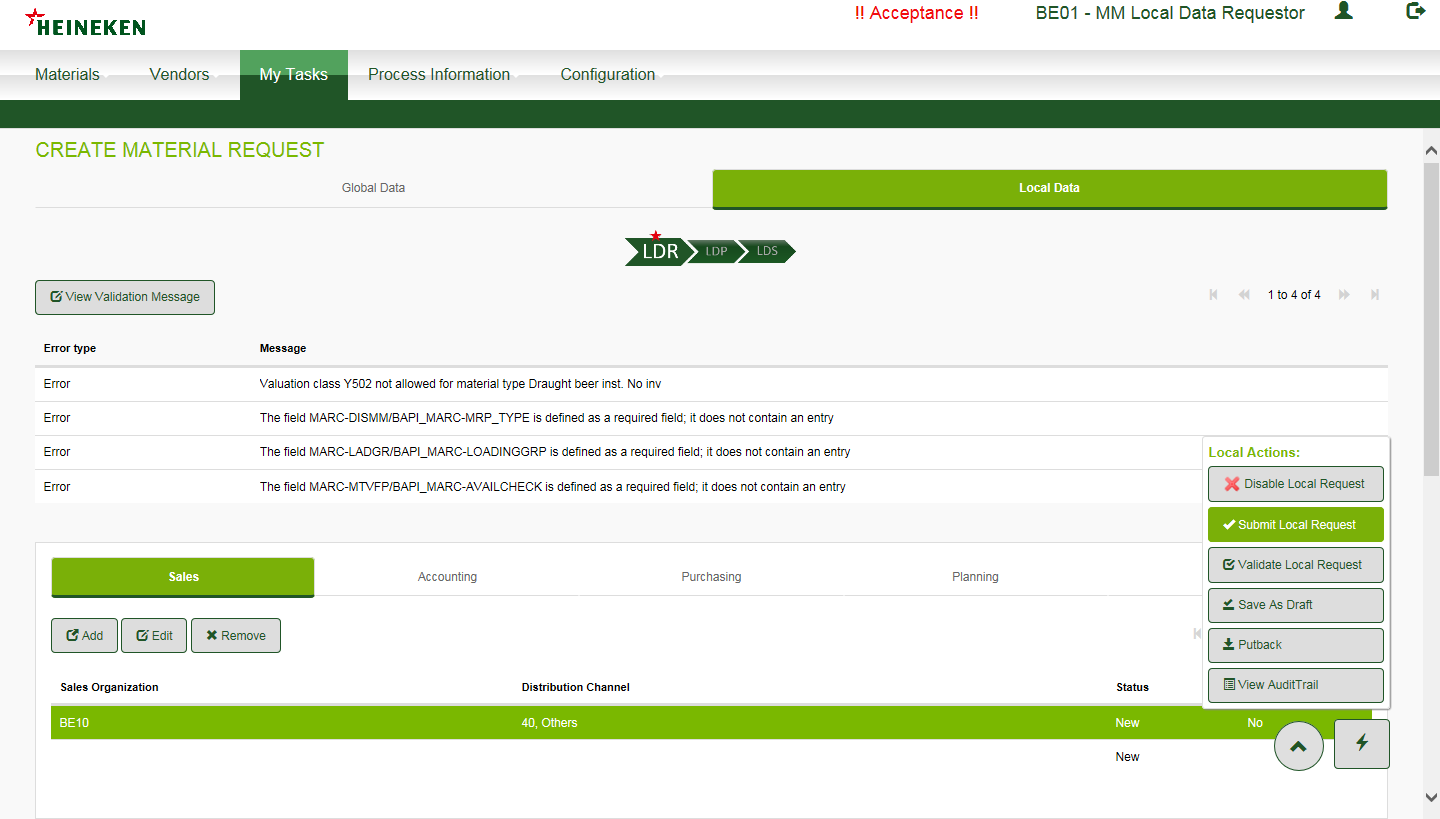 HEINEKEN
!! Acceptance !! BE01 - MM Local Data Requestor
Materials Vendors My Tasks Process Information Configuration
CREATE MATERIAL REQUEST
Global Data Local Data
LDR LDP LDS
View Validation Message 1 to 4 of 4
Error type Message
Error Valuation class Y502 not allowed for material type Draught beer inst. No inv
Error The field MARC-DISMM/BAPI_MARC-MRP_TYPE is defined as a required field; it does not contain an entry
Error The field MARC-LADGR/BAPI_MARC-LOADINGGRP is defined as a required field; it does not contain an entry
Error The field MARC-MTVFP/BAPI_MARC-AVAILCHECK is defined as a required field; it does not contain an entry
Local Actions:
Disable Local Request
Submit Local Request
Validate Local Request
Save As Draft
Putback
View AuditTrail
Sales Accounting Purchasing Planning
Add Edit Remove
Sales Organization Distribution Channel Status
BE10 40, Others New No
New